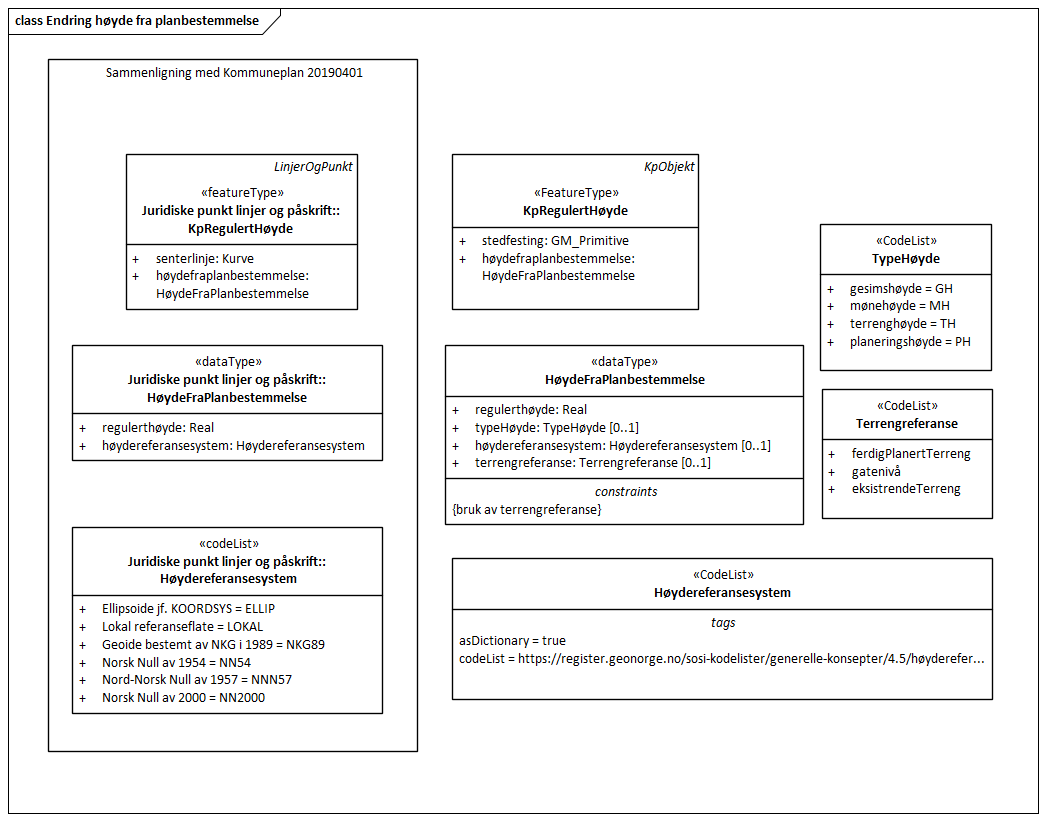 class Endring høyde fra planbestemmelse
Sammenligning med Kommuneplan 20190401
LinjerOgPunkt
«featureType»
Juridiske punkt linjer og påskrift::
KpRegulertHøyde
+ senterlinje: Kurve
+ høydefraplanbestemmelse:
HøydeFraPlanbestemmelse
«dataType»
Juridiske punkt linjer og påskrift::
HøydeFraPlanbestemmelse
+ regulerthøyde: Real
+ høydereferansesystem: Høydereferansesystem
«codeList»
Juridiske punkt linjer og påskrift::
Høydereferansesystem
+ Ellipsoide jf. KOORDSYS = ELLIP
+ Lokal referanseflate = LOKAL
+ Geoide bestemt av NKG i 1989 = NKG89
+ Norsk Null av 1954 = NN54
+ Nord-Norsk Null av 1957 = NNN57
+ Norsk Null av 2000 = NN2000
KpObjekt
«FeatureType»
KpRegulertHøyde
+ stedfesting: GM_Primitive
+ høydefraplanbestemmelse:
HøydeFraPlanbestemmelse
«dataType»
HøydeFraPlanbestemmelse
+ regulerthøyde: Real
+ typeHøyde: TypeHøyde [0..1]
+ høydereferansesystem: Høydereferansesystem [0..1]
+ terrengreferanse: Terrengreferanse [0..1]
constraints
{bruk av terrengreferanse}
«CodeList»
TypeHøyde
+ gesimshøyde = GH
+ mønehøyde = MH
+ terrenghøyde = TH
+ planeringshøyde = PH
«CodeList»
Terrengreferanse
+ ferdigPlanertTerreng
+ gatenivå
+ eksistrendeTerreng
«CodeList»
Høydereferansesystem
tags
asDictionary = true
codeList = https://register.geonorge.no/sosi-kodelister/generelle-konsepter/4.5/høyderefer...